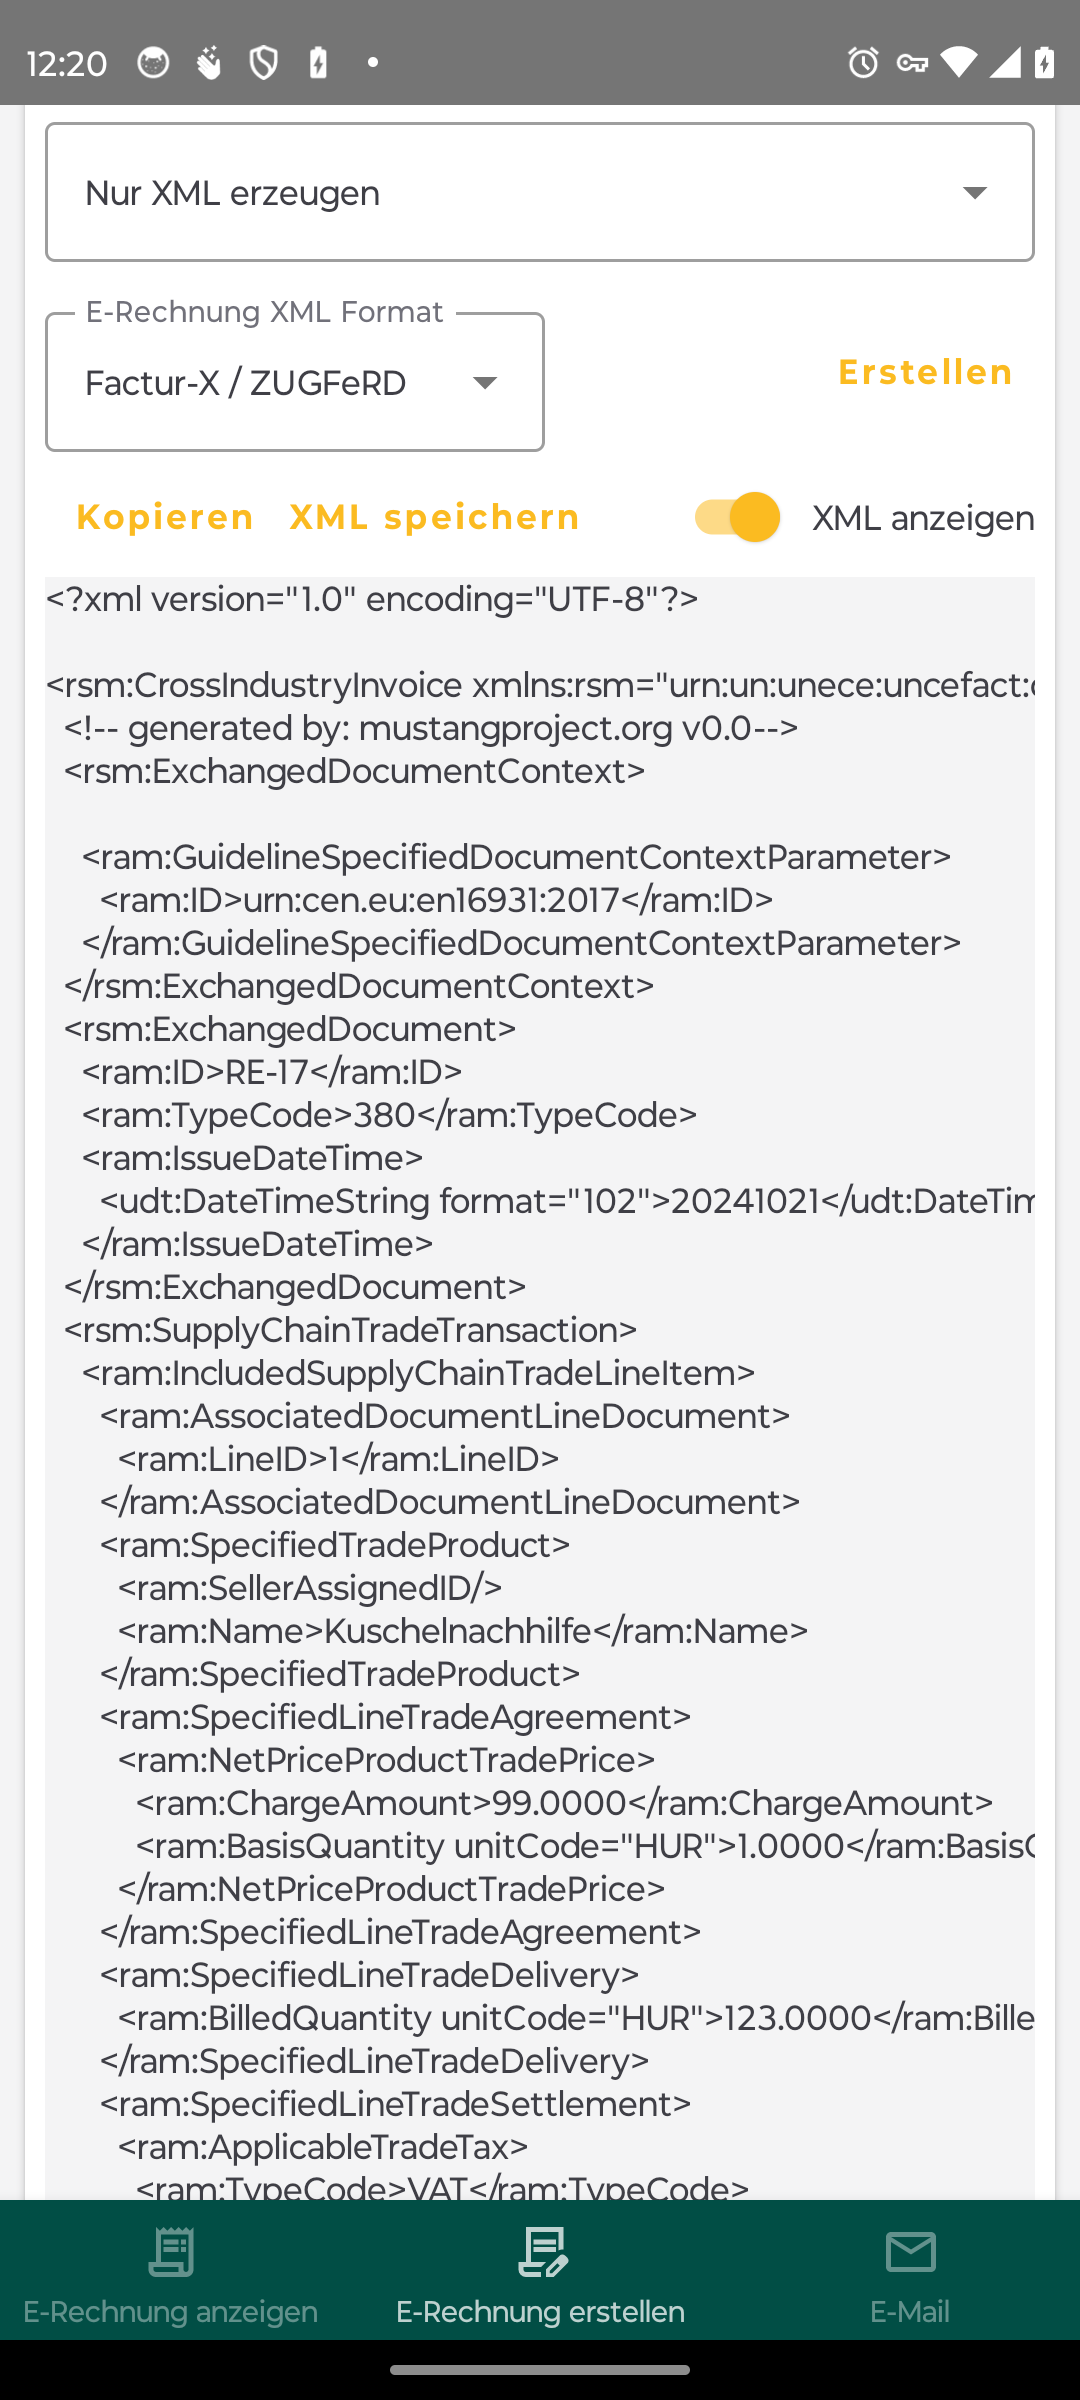 12:20
Nur XML erzeugen
E-Rechnung XML Format
Factur-X / ZUGFeRD
Erstellen
Kopieren XML speichern XML anzeigen
<?xml version="1.0" encoding="UTF-8"?>
<rsm:CrossIndustryInvoice xmlns:rsm="urn:un:unece:uncefact:
<!-- generated by: mustangproject.org v0.0-->
<rsm:ExchangedDocumentContext>
<ram:GuidelineSpecifiedDocumentContextParameter>
<ram:ID>urn:cen.eu:en16931:2017</ram:ID>
</ram:GuidelineSpecifiedDocumentContextParameter>
</rsm:ExchangedDocumentContext>
<rsm:ExchangedDocument>
<ram:ID>RE-17</ram:ID>
<ram:TypeCode>380</ram:TypeCode>
<ram:IssueDateTime>
<udt:DateTimeString format="102">20241021</udt:DateTim
</ram:IssueDateTime>
</rsm:ExchangedDocument>
<rsm:SupplyChainTradeTransaction>
<ram:IncludedSupplyChainTradeLineItem>
<ram:AssociatedDocumentLineDocument>
<ram:LineID>1</ram:LineID>
</ram:AssociatedDocumentLineDocument>
<ram:SpecifiedTradeProduct>
<ram:SellerAssignedID/>
<ram:Name>Kuschelnachhilfe</ram:Name>
</ram:SpecifiedTradeProduct>
<ram:SpecifiedLineTradeAgreement>
<ram:NetPriceProductTradePrice>
<ram:ChargeAmount>99.0000</ram:ChargeAmount>
<ram:BasisQuantity unitCode="HUR">1.0000</ram:BasisQ
</ram:NetPriceProductTradePrice>
</ram:SpecifiedLineTradeAgreement>
<ram:SpecifiedLineTradeDelivery>
<ram:BilledQuantity unitCode="HUR">123.0000</ram:Bille
</ram:SpecifiedLineTradeDelivery>
<ram:SpecifiedLineTradeSettlement>
<ram:ApplicableTradeTax>
<ram:TypeCode>VAT</ram:TypeCode>
E-Rechnung anzeigen E-Rechnung erstellen E-Mail